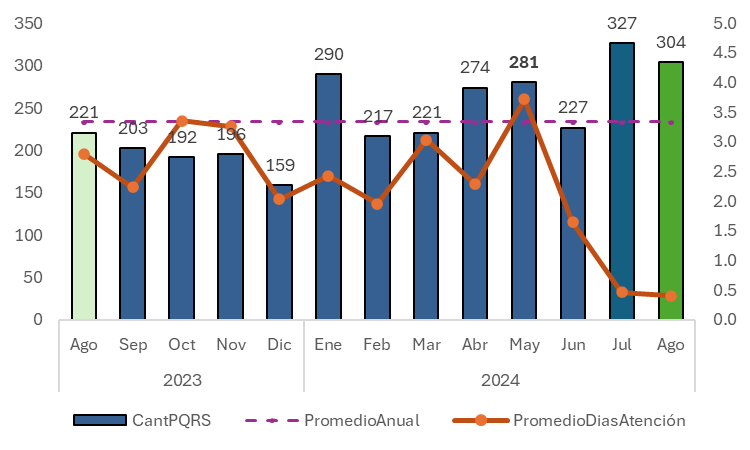 350 327 5.0
300 290 304 4.5
274 281 4.0
250 221 203 217 221 227 3.5
200 192 196 3.0
150 159 2.5
100 2.0
50 1.5
0 1.0
0.5
0.0
Ago Sep Oct Nov Dic Ene Feb Mar Abr May Jun Jul Ago
2023 2024
CantPQRS PromedioAnual PromedioDiasAtención